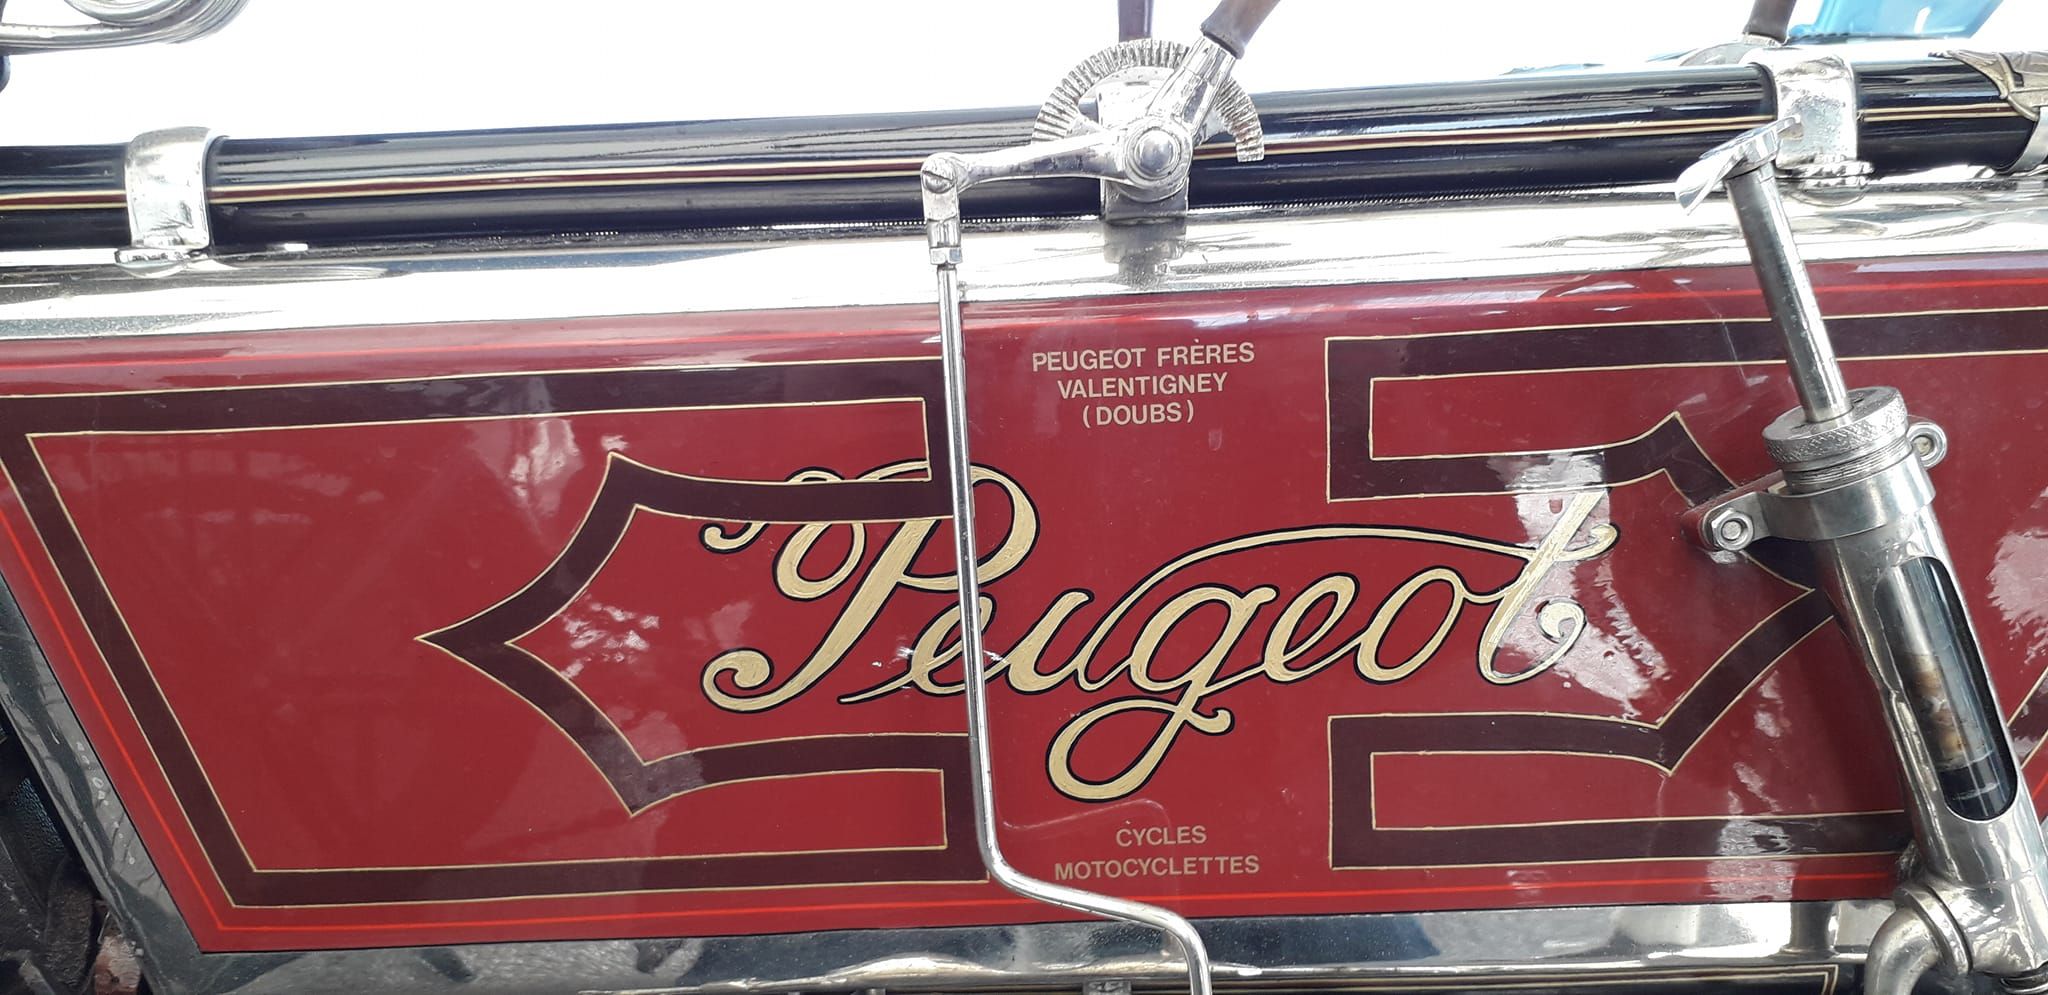 PEUGEOT FRÈRES
VALENTIGNEY
(DOUBS)
Peugeot
CYCLES
MOTOCYCLETTES